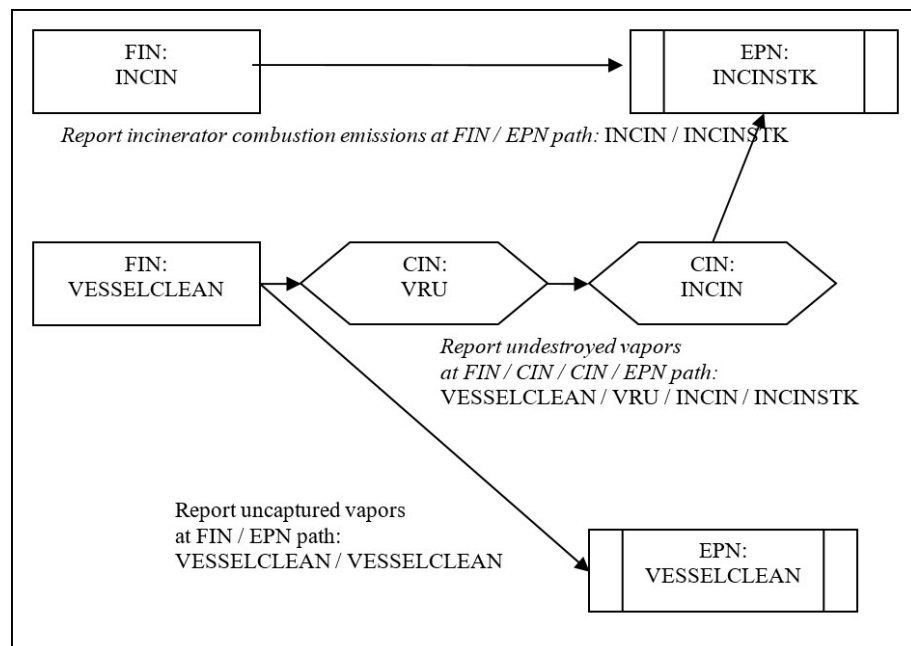 FIN:
INCIN
EPN:
INCINSTK
Report incinerator combustion emissions at FIN / EPN path: INCIN / INCINSTK
FIN:
VESSELCLEAN
CIN:
VRU
CIN:
INCIN
Report undestroyed vapors
at FIN / CIN / CIN / EPN path:
VESSELCLEAN / VRU / INCIN / INCINSTK
Report uncaptured vapors
at FIN / EPN path:
VESSELCLEAN / VESSELCLEAN
EPN:
VESSELCLEAN